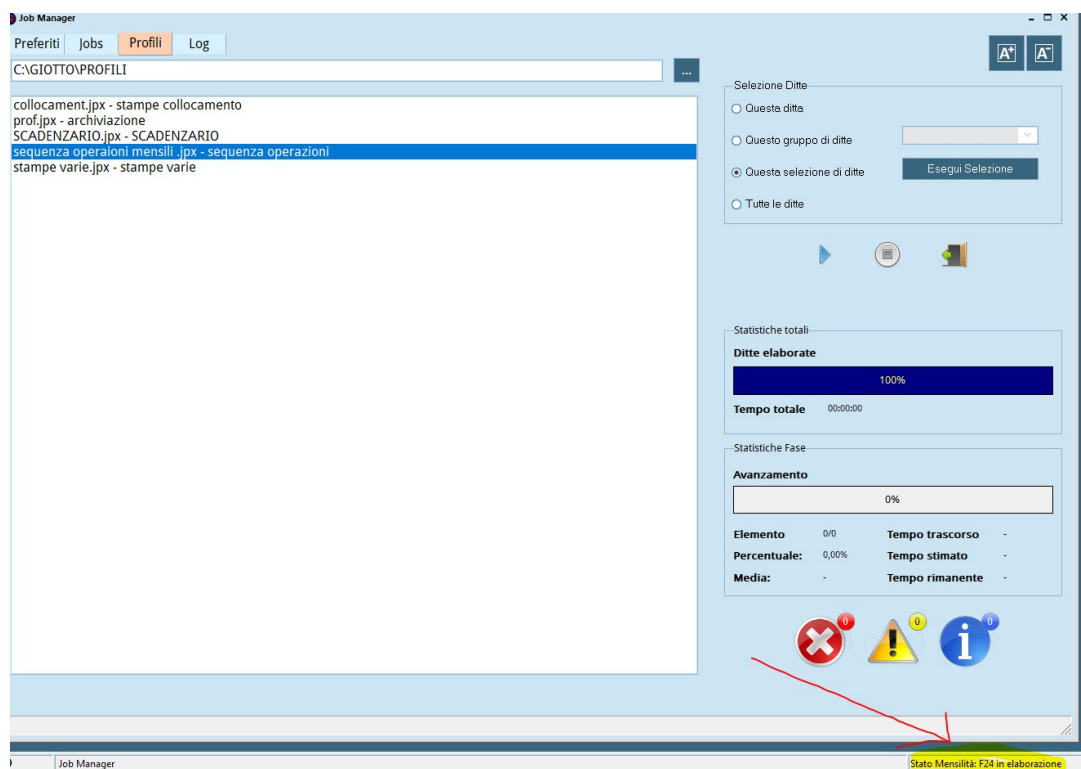 Job Manager
Preferiti Jobs Profili Log
A+ A-
C:\GIOTTO\PROFILI ...
collocament.jpx - stampe collocamento
prof.jpx - archiviazione
SCADENZARIO.jpx - SCADENZARIO
sequenza operaioni mensili .jpx - sequenza operazioni
stampe varie.jpx - stampe varie
Selezione Ditte
Questa ditta
Questo gruppo di ditte
Questa selezione di ditte Esegui Selezione
Tutte le ditte
Statistiche totali
Ditte elaborate
100%
Tempo totale 00:00:00
Statistiche Fase
Avanzamento
0%
Elemento 0/0 Tempo trascorso -
Percentuale: 0,00% Tempo stimato -
Media: - Tempo rimanente -
0 0 0
Job Manager Stato Mensilità: F24 in elaborazione